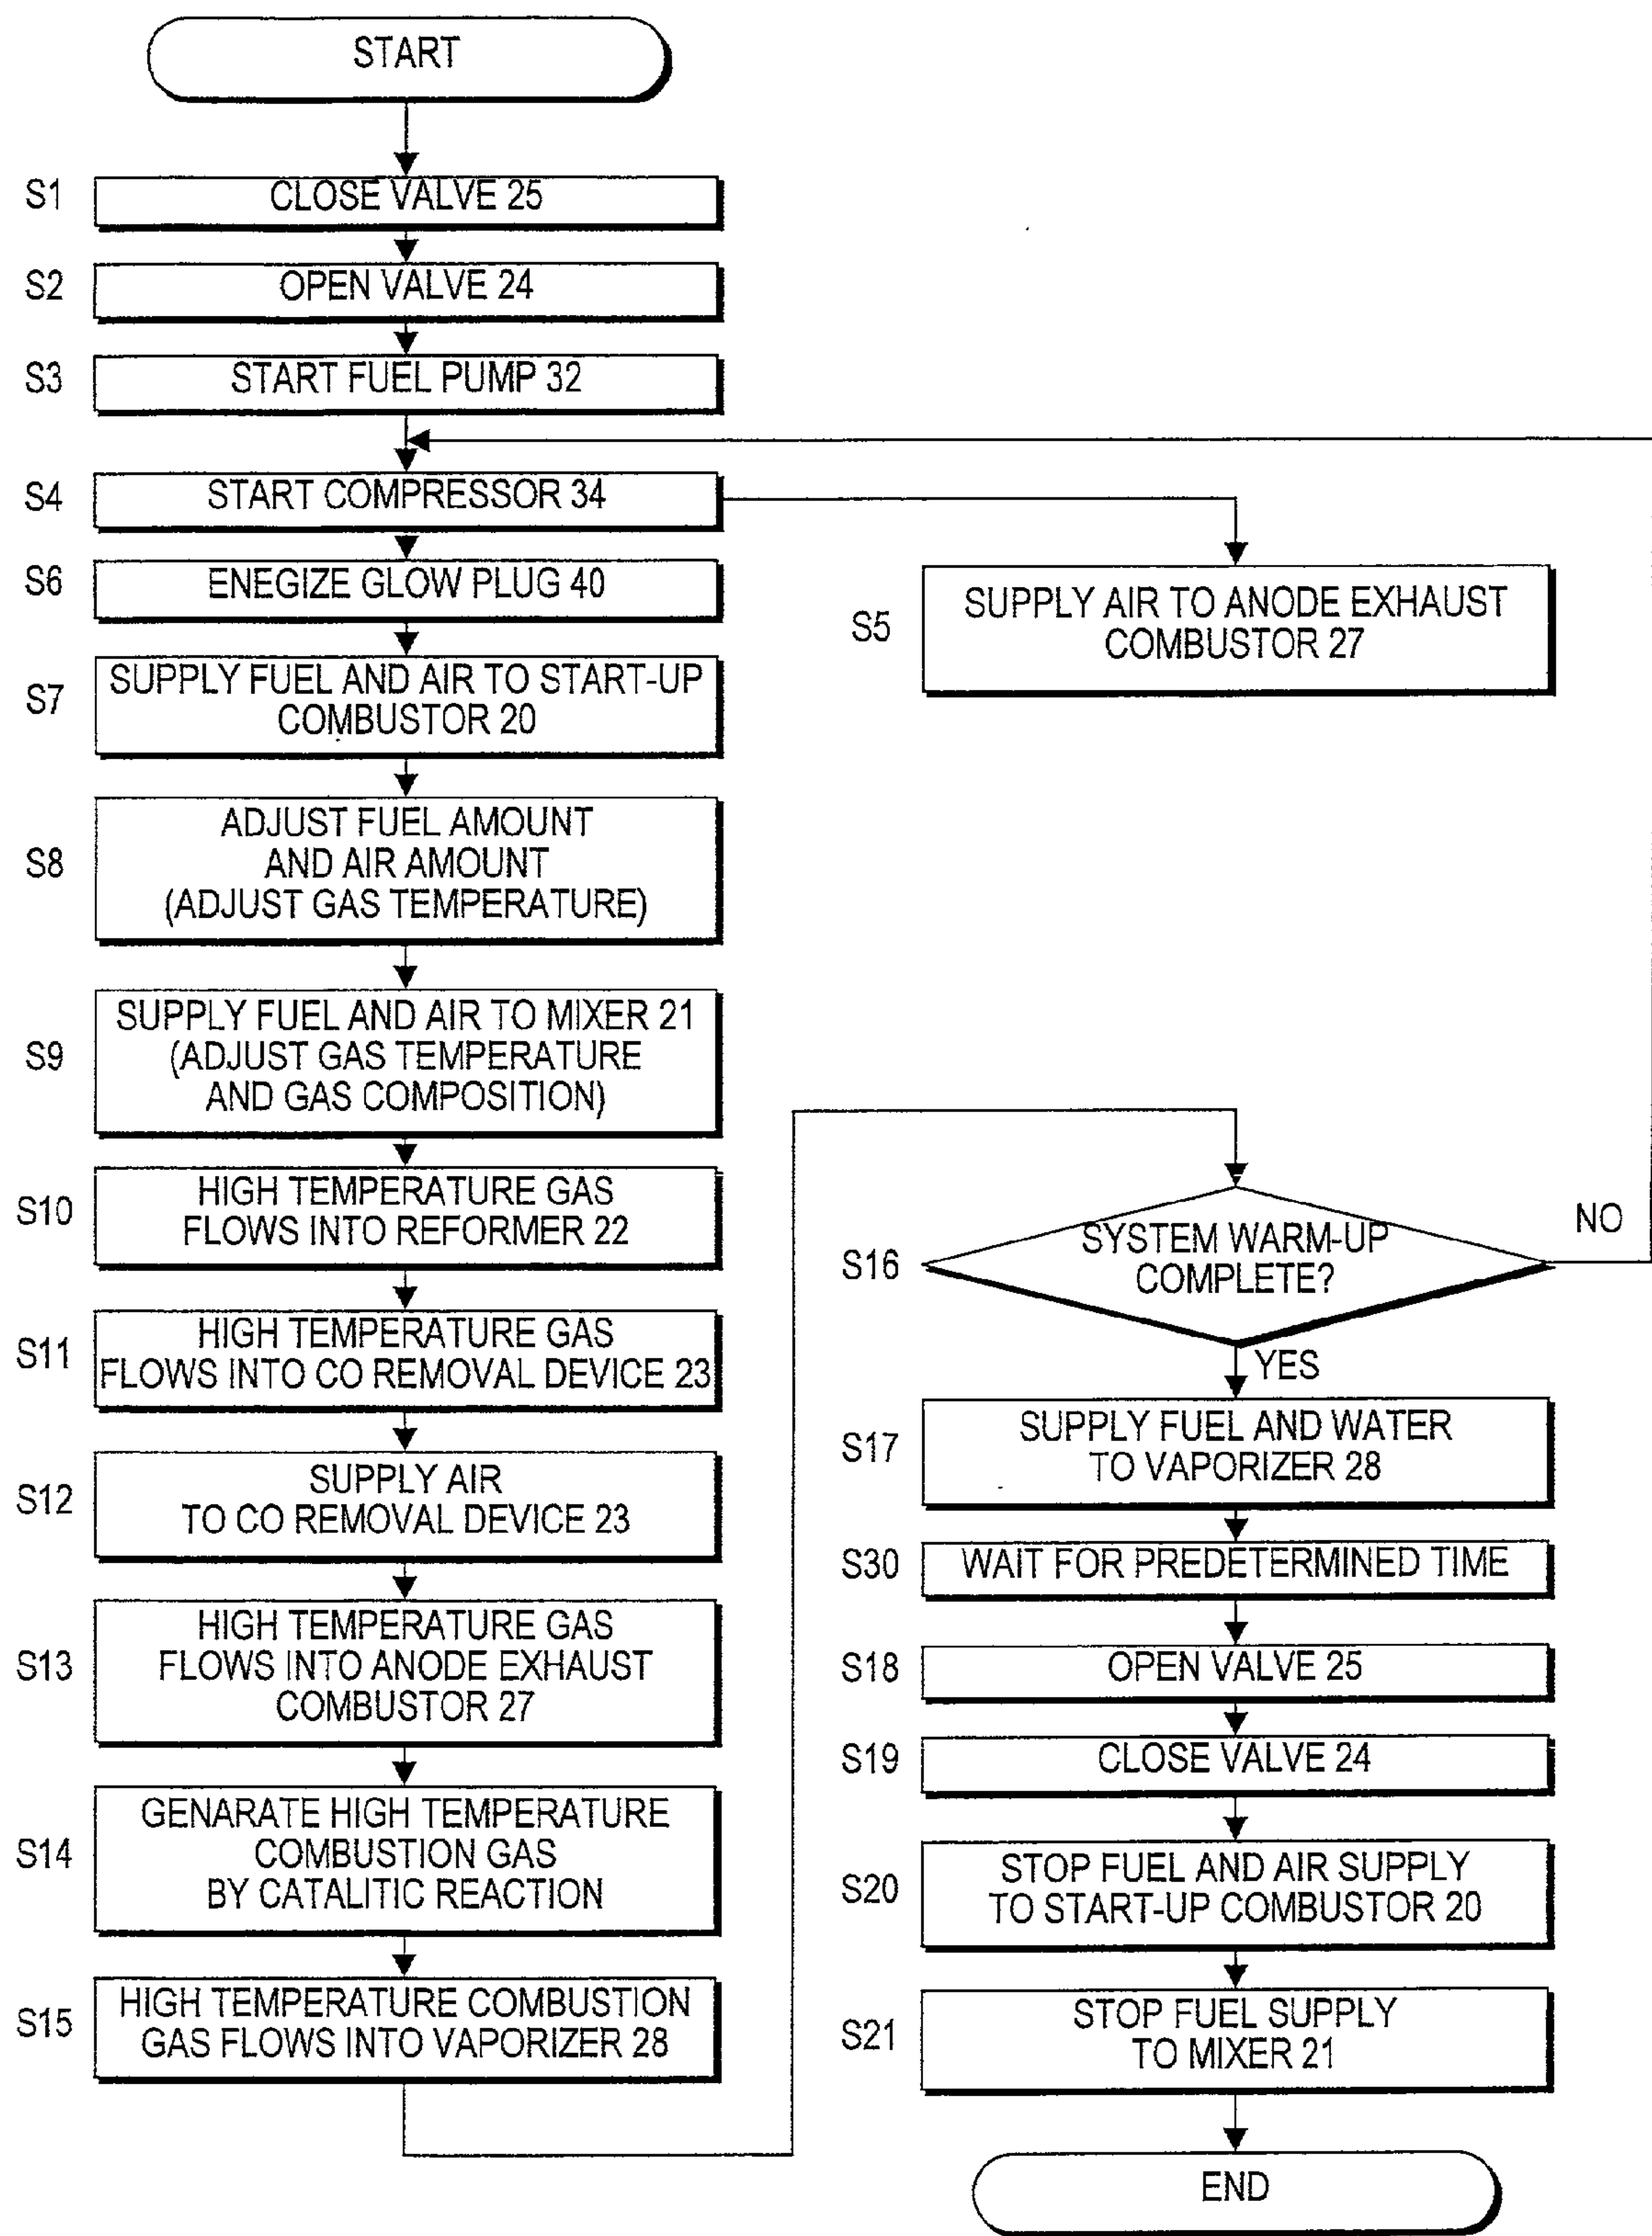 START
S1
CLOSE VALVE 25
S2
OPEN VALVE 24
S3
START FUEL PUMP 32
S4
START COMPRESSOR 34
S6
ENEGIZE GLOW PLUG 40
S5
SUPPLY AIR TO ANODE EXHAUST
COMBUSTOR 27
S7
SUPPLY FUEL AND AIR TO START-UP
COMBUSTOR 20
S8
ADJUST FUEL AMOUNT
AND AIR AMOUNT
(ADJUST GAS TEMPERATURE)
S9
SUPPLY FUEL AND AIR TO MIXER 21
(ADJUST GAS TEMPERATURE
AND GAS COMPOSITION)
S10
HIGH TEMPERATURE GAS
FLOWS INTO REFORMER 22
S11
HIGH TEMPERATURE GAS
FLOWS INTO CO REMOVAL DEVICE 23
S12
SUPPLY AIR
TO CO REMOVAL DEVICE 23
S13
HIGH TEMPERATURE GAS
FLOWS INTO ANODE EXHAUST
COMBUSTOR 27
S14
GENARATE HIGH TEMPERATURE
COMBUSTION GAS
BY CATALITIC REACTION
S15
HIGH TEMPERATURE COMBUSTION
GAS FLOWS INTO VAPORIZER 28
S16
SYSTEM WARM-UP
COMPLETE?
NO
YES
S17
SUPPLY FUEL AND WATER
TO VAPORIZER 28
S30
WAIT FOR PREDETERMINED TIME
S18
OPEN VALVE 25
S19
CLOSE VALVE 24
S20
STOP FUEL AND AIR SUPPLY
TO START-UP COMBUSTOR 20
S21
STOP FUEL SUPPLY
TO MIXER 21
END